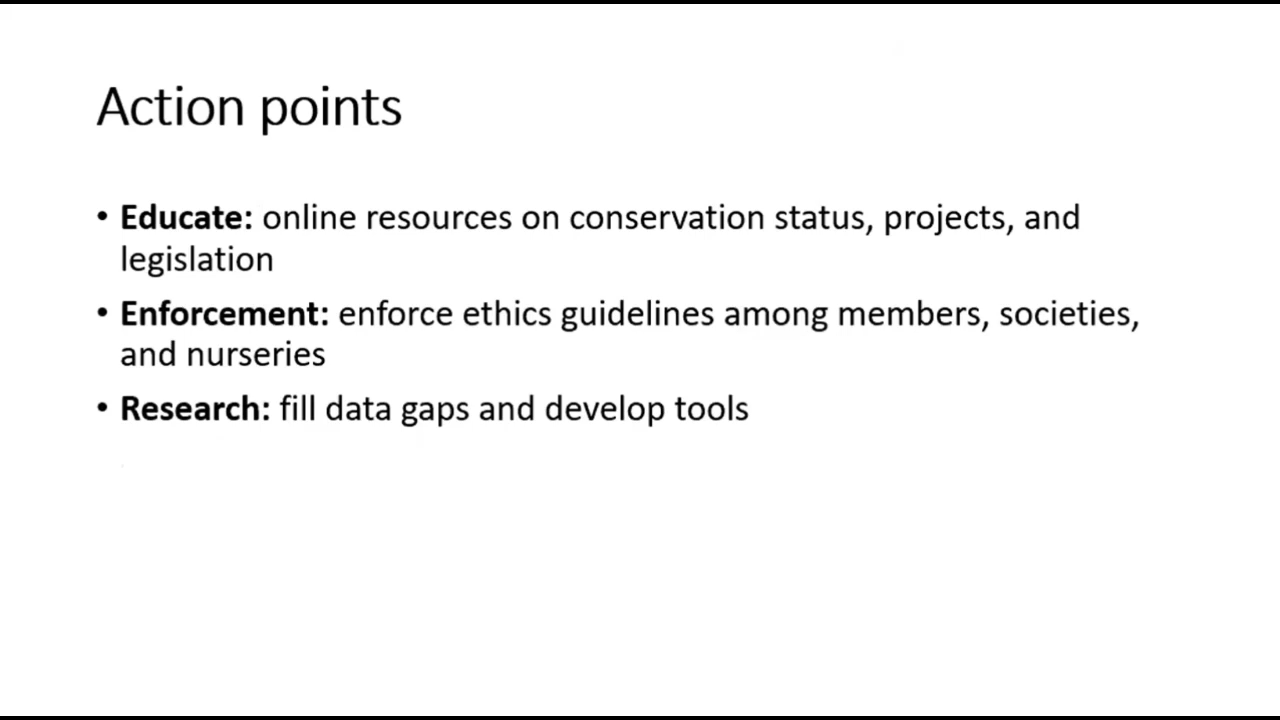 Action points
• Educate: online resources on conservation status, projects, and
legislation
• Enforcement: enforce ethics guidelines among members, societies,
and nurseries
• Research: fill data gaps and develop tools